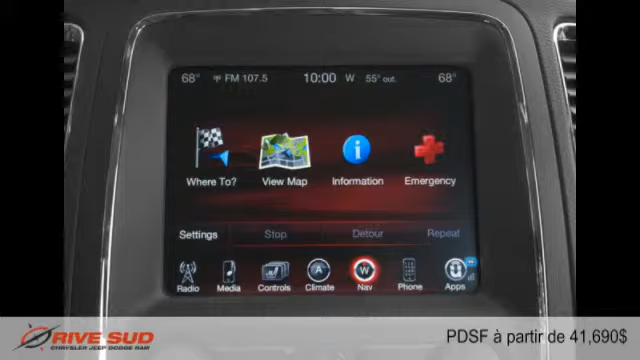 68° FM 107.5 10:00 W 55° out. 68°
Where To? View Map Information Emergency
Settings Stop Detour Repeat
A W
Radio Media Controls Climate Nav Phone Apps
RIVE SUD PDSF à partir de 41,690$
CHRYSLER JEEP DODGE RAM